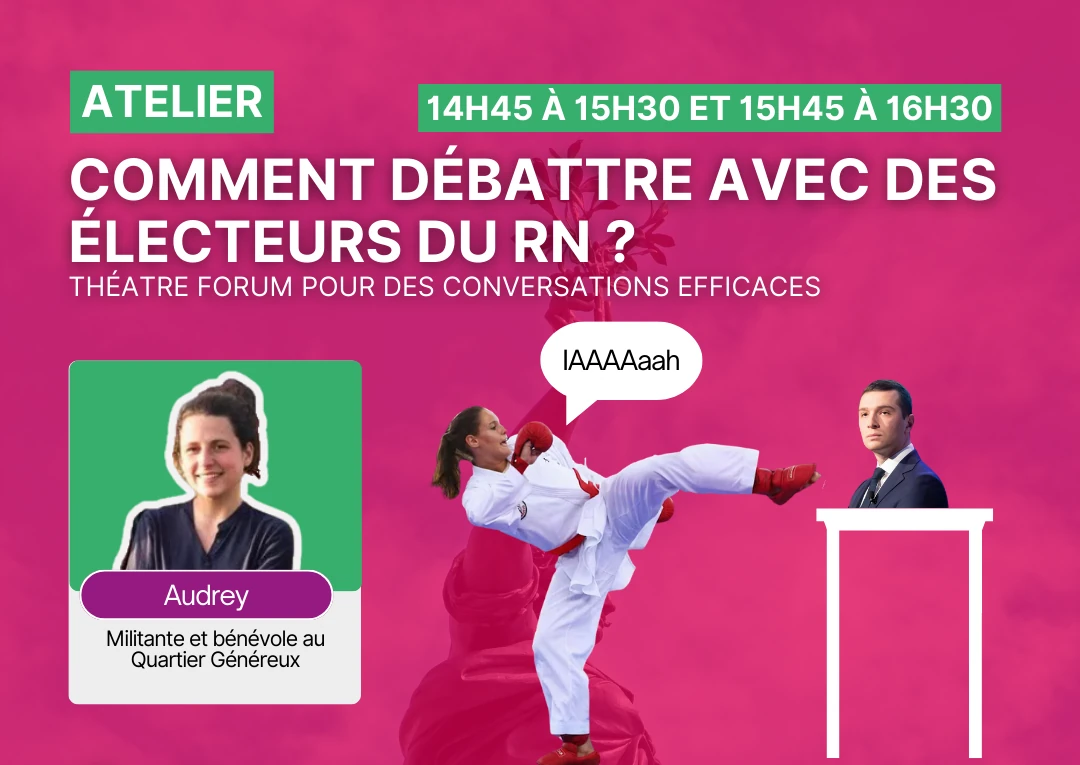 ATELIER
14H45 À 15H30 ET 15H45 À 16H30
COMMENT DÉBATTRE AVEC DES
ÉLECTEURS DU RN ?
THÉATRE FORUM POUR DES CONVERSATIONS EFFICACES
IAAAAaah
Audrey
Militante et bénévole au
Quartier Généreux